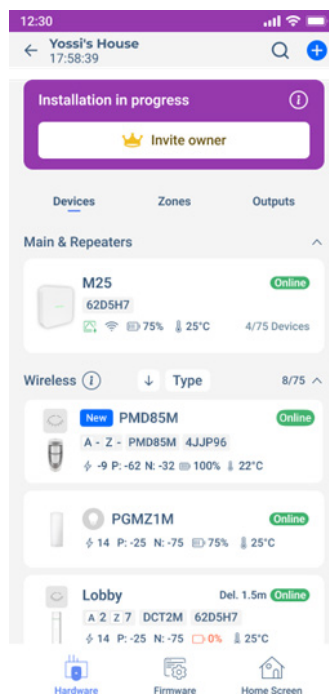 12:30
Yossi's House
17:58:39
Installation in progress
Invite owner
Devices Zones Outputs
Main & Repeaters
M25 Online
62D5H7
75% 25°C 4/75 Devices
Wireless Type 8/75
New PMD85M Online
A - Z - PMD85M 4JJP96
-9 P: -62 N: -32 100% 22°C
PGMZ1M Online
14 P: -25 N: -75 75% 25°C
Lobby Del. 1.5m Online
A 2 Z 7 DCT2M 62D5H7
14 P: -25 N: -75 0% 25°C
Hardware Firmware Home Screen